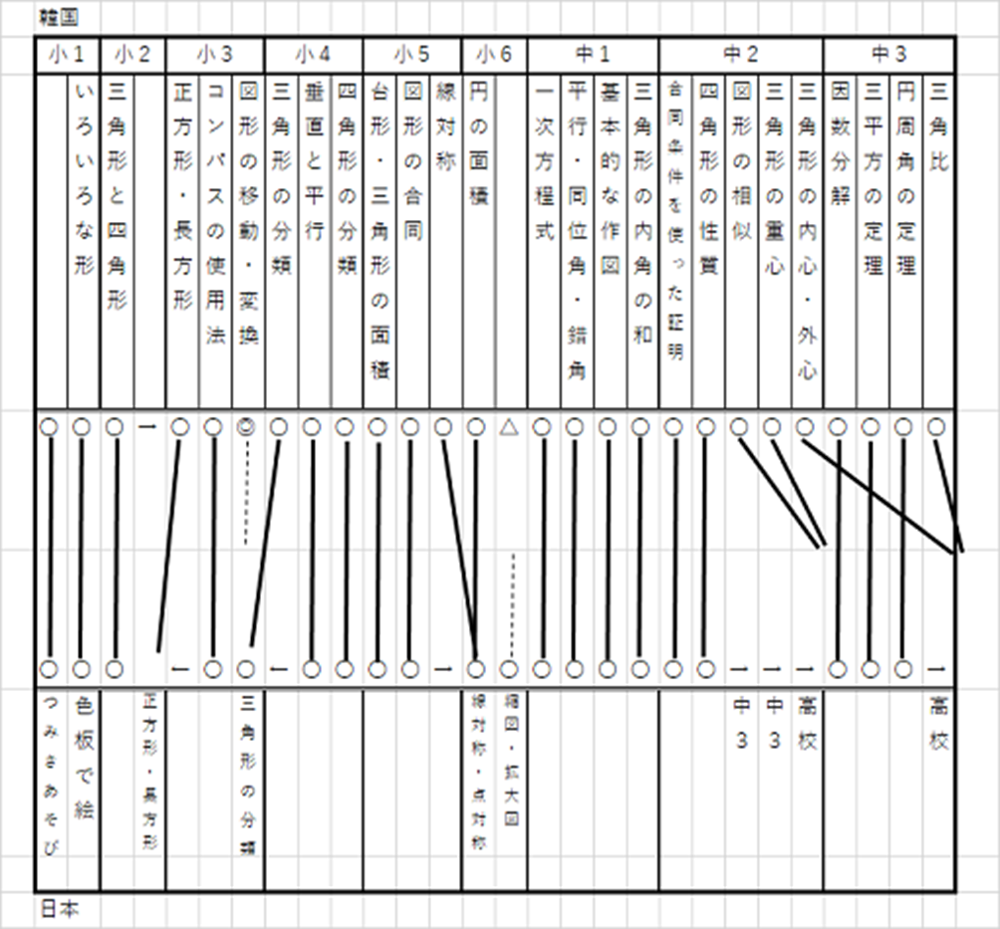 韓国
小1 小2 小3 小4 小5 小6 中1 中2 中3
いろいろな形
三角形と四角形
正方形・長方形
コンパスの使用法
図形の移動・変換
三角形の分類
垂直と平行
四角形の分類
台形・三角形の面積
図形の合同
線対称
円の面積
一次方程式
平行・同位角・錯角
基本的な作図
三角形の内角の和
合同条件を使った証明
四角形の性質
図形の相似
三角形の重心
三角形の内心・外心
因数分解
三平方の定理
円周角の定理
三角比
○ ○ ○ → ○ ○ ◎ ○ ○ ○ ○ ○ ○ ○ △ ○ ○ ○ ○ ○ ○ ○ ○ ○ ○ ○ ○ ○
○ ○ ○ ← ○ ○ ← ○ ○ ○ ○ → ○ ○ ○ ○ ○ ○ ○ ○ → → → ○ ○ ○ →
つみきあそび
色板で絵
正方形・長方形
三角形の分類
線対称・点対称
縮図・拡大図
中3
中3
高校
高校
日本